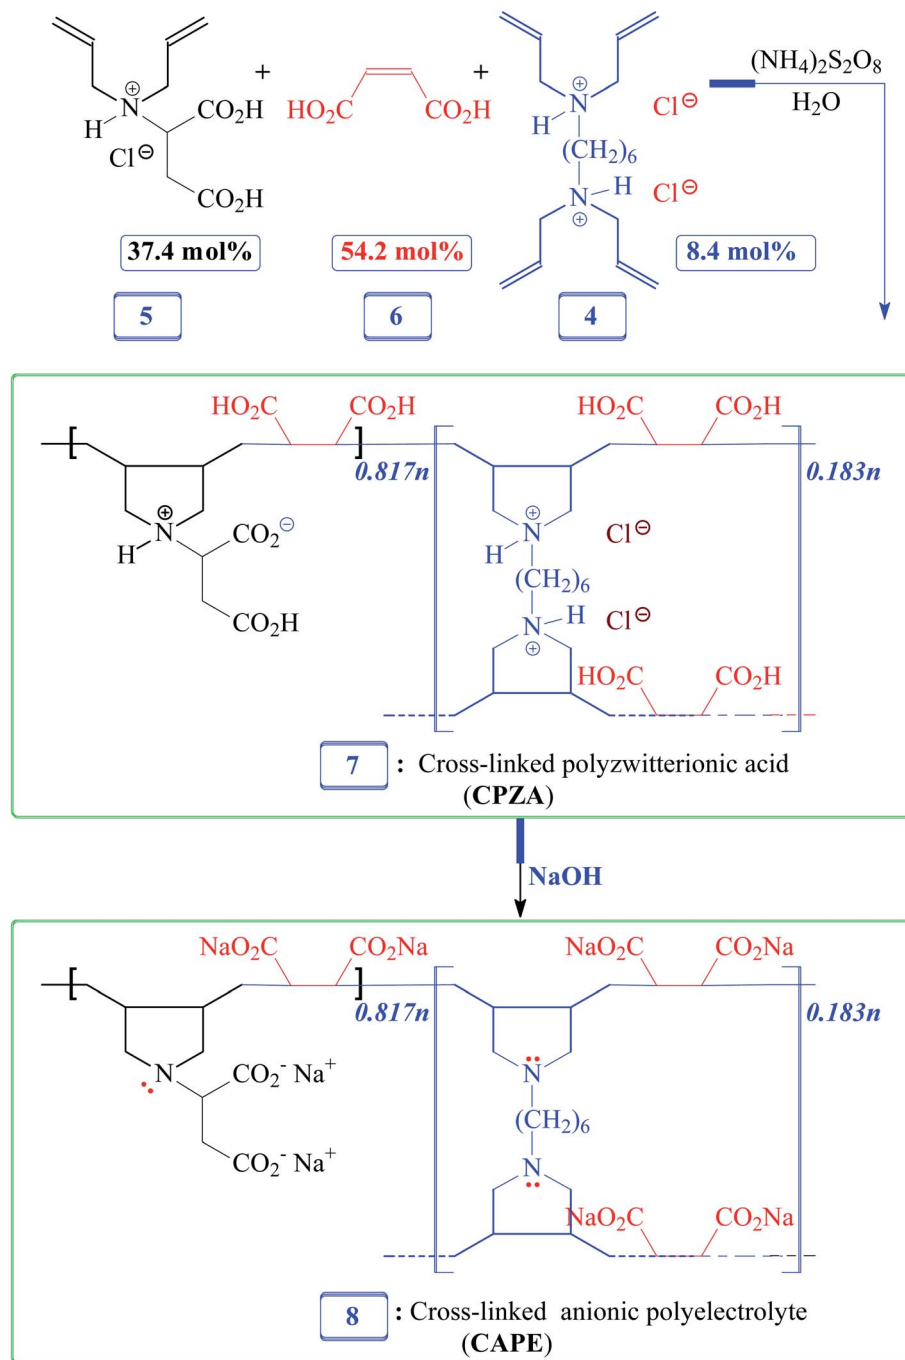 (NH4)2S2O8
H2O
+
+
N
H
⊕
CO2H
Cl⊖
CO2H
HO2C
CO2H
⊕
N
H
Cl⊖
(CH2)6
N
H
⊕
Cl⊖
37.4 mol%
54.2 mol%
8.4 mol%
5
6
4
HO2C
CO2H
HO2C
CO2H
[
]
0.817n
0.183n
⊕
N
H
CO2⊖
CO2H
⊕
N
H
Cl⊖
(CH2)6
N
H
⊕
Cl⊖
HO2C
CO2H
7 : Cross-linked polyzwitterionic acid
(CPZA)
NaOH
NaO2C
CO2Na
NaO2C
CO2Na
[
]
0.817n
0.183n
N
CO2- Na+
CO2- Na+
N
(CH2)6
N
NaO2C
CO2Na
8 : Cross-linked anionic polyelectrolyte
(CAPE)